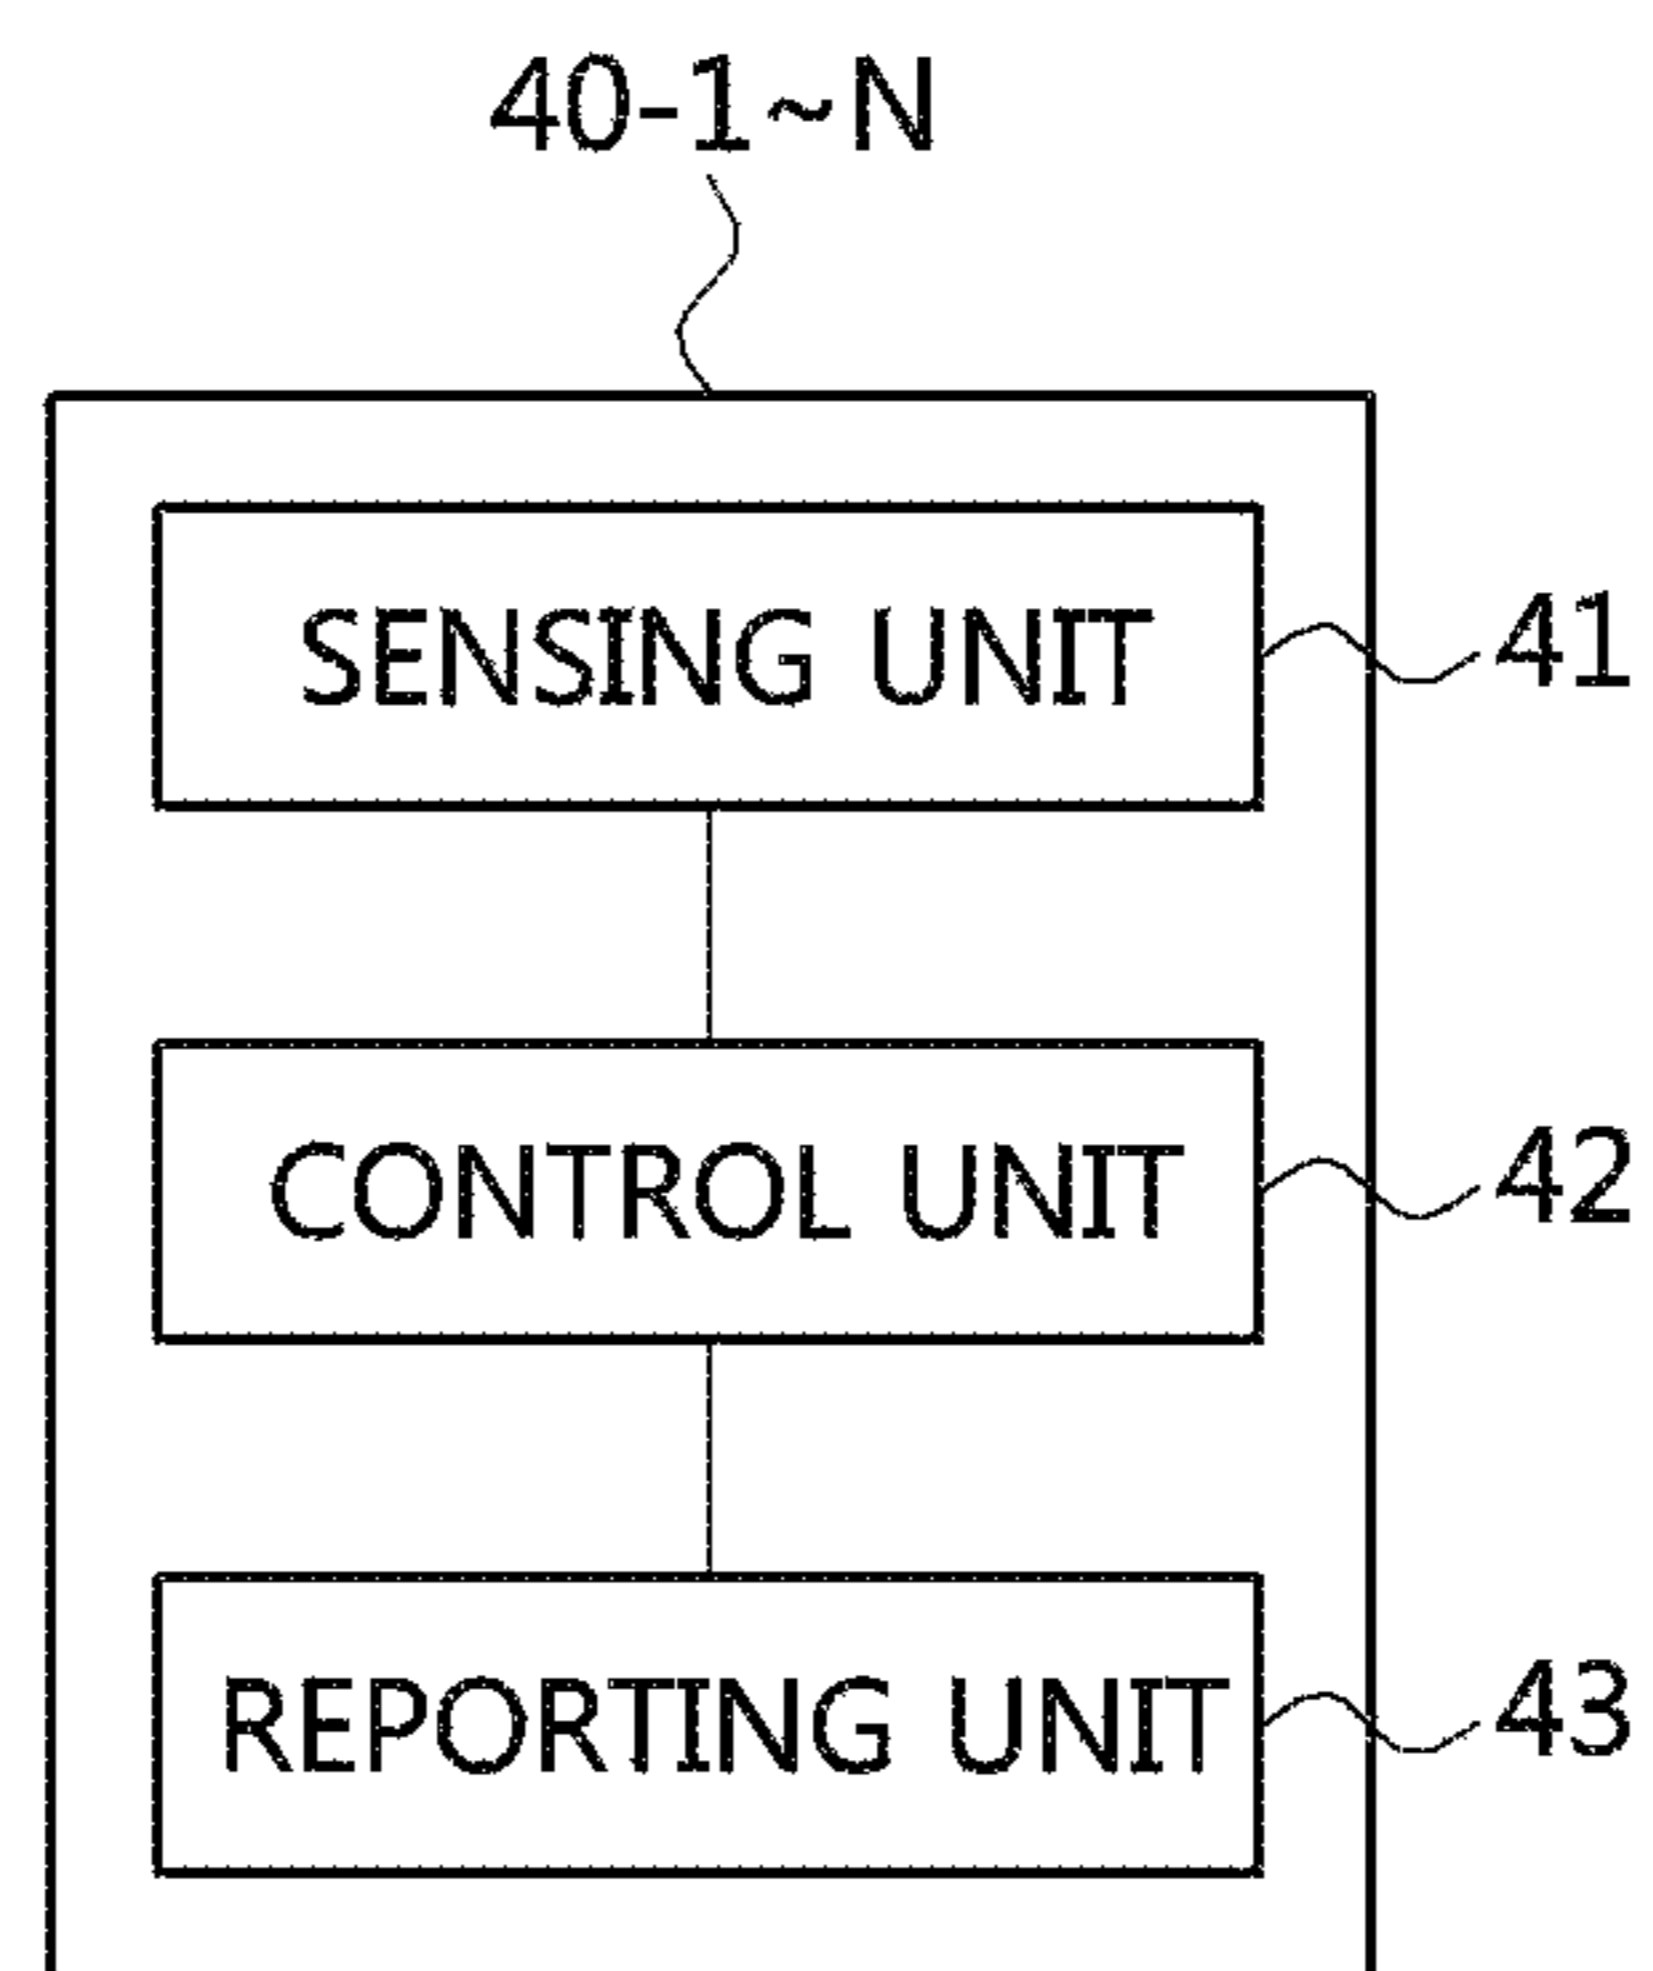 40-1~N
SENSING UNIT
41
CONTROL UNIT
42
REPORTING UNIT
43